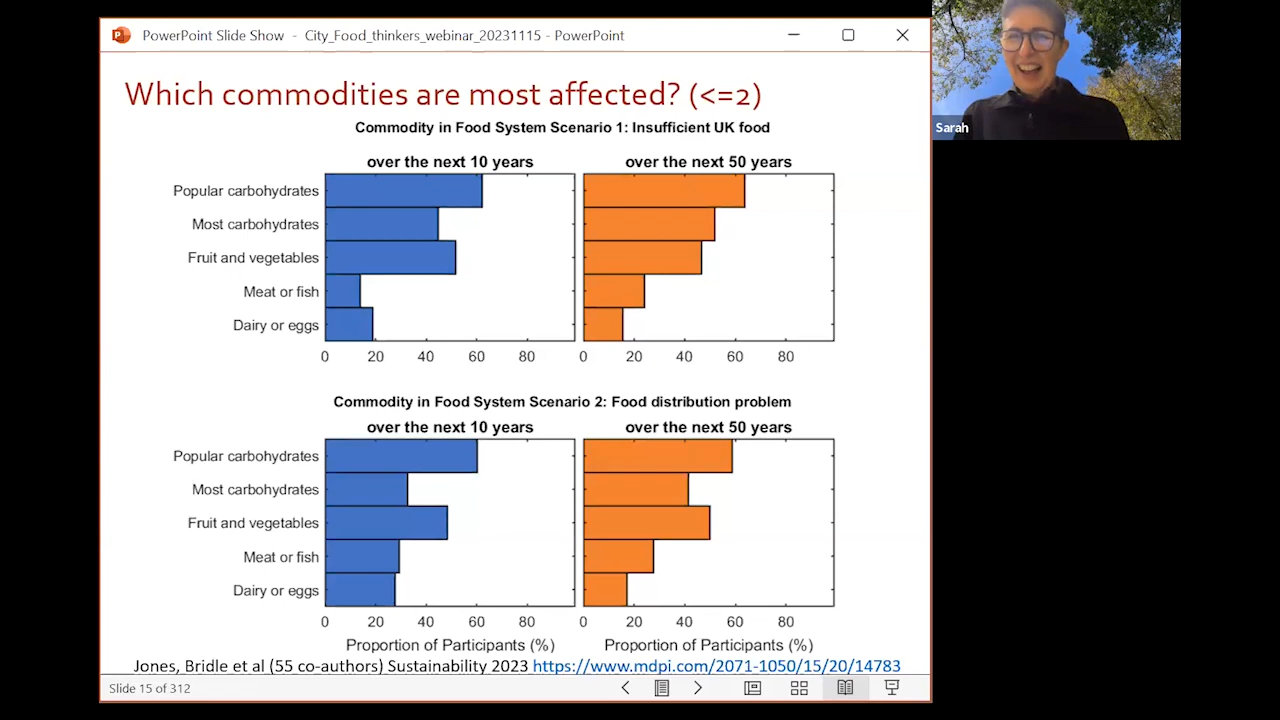 PowerPoint Slide Show - City_Food_thinkers_webinar_20231115 - PowerPoint
Sarah
Which commodities are most affected? (<=2)
Commodity in Food System Scenario 1: Insufficient UK food
over the next 10 years
over the next 50 years
Popular carbohydrates
Most carbohydrates
Fruit and vegetables
Meat or fish
Dairy or eggs
0 20 40 60 80
0 20 40 60 80
Commodity in Food System Scenario 2: Food distribution problem
over the next 10 years
over the next 50 years
Popular carbohydrates
Most carbohydrates
Fruit and vegetables
Meat or fish
Dairy or eggs
0 20 40 60 80
0 20 40 60 80
Proportion of Participants (%)
Proportion of Participants (%)
Jones, Bridle et al (55 co-authors) Sustainability 2023 https://www.mdpi.com/2071-1050/15/20/14783
Slide 15 of 312